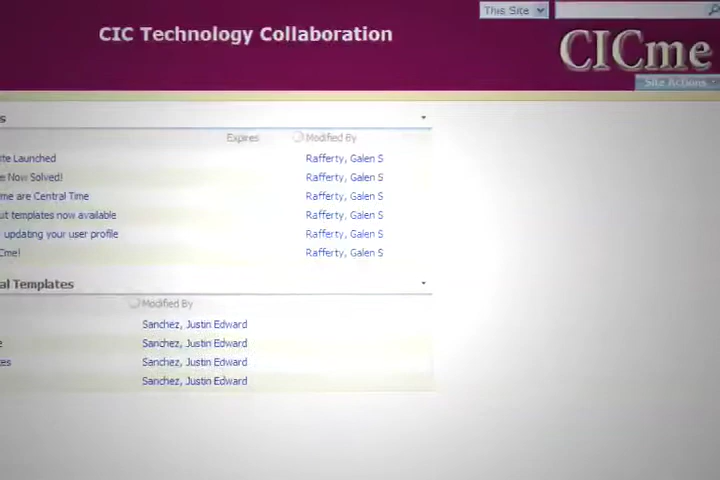 This Site
CIC Technology Collaboration
CICme
Site Actions
s
Expires Modified By
ite Launched Rafferty, Galen S
e Now Solved! Rafferty, Galen S
me are Central Time Rafferty, Galen S
ut templates now available Rafferty, Galen S
updating your user profile Rafferty, Galen S
Cme! Rafferty, Galen S
al Templates
Modified By
Sanchez, Justin Edward
e Sanchez, Justin Edward
tes Sanchez, Justin Edward
Sanchez, Justin Edward